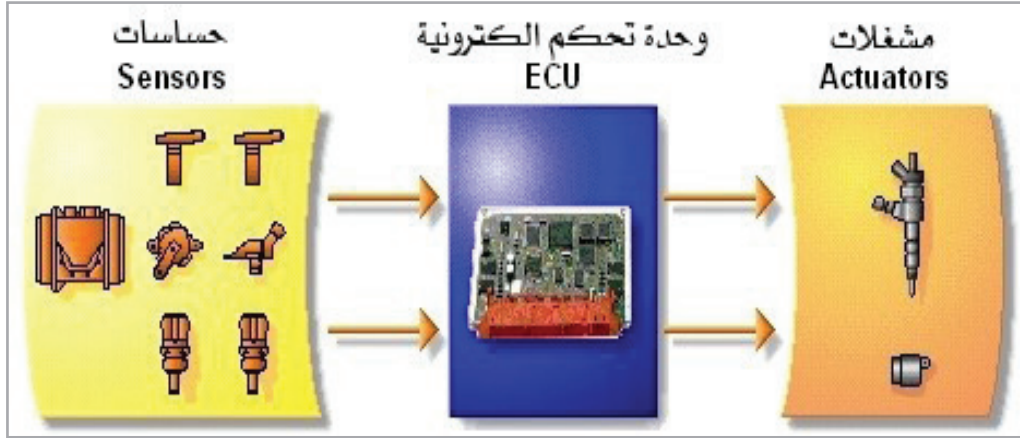 حساسات
Sensors
وحدة تحكم الكترونية
ECU
مشغلات
Actuators